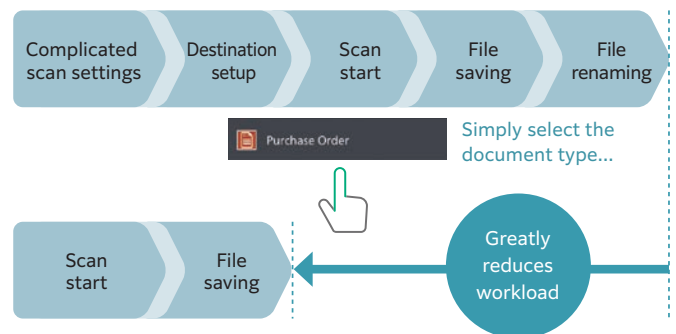 Complicated
scan settings
Destination
setup
Scan
start
File
saving
File
renaming
Purchase Order
Simply select the
document type...
Scan
start
File
saving
Greatly
reduces
workload